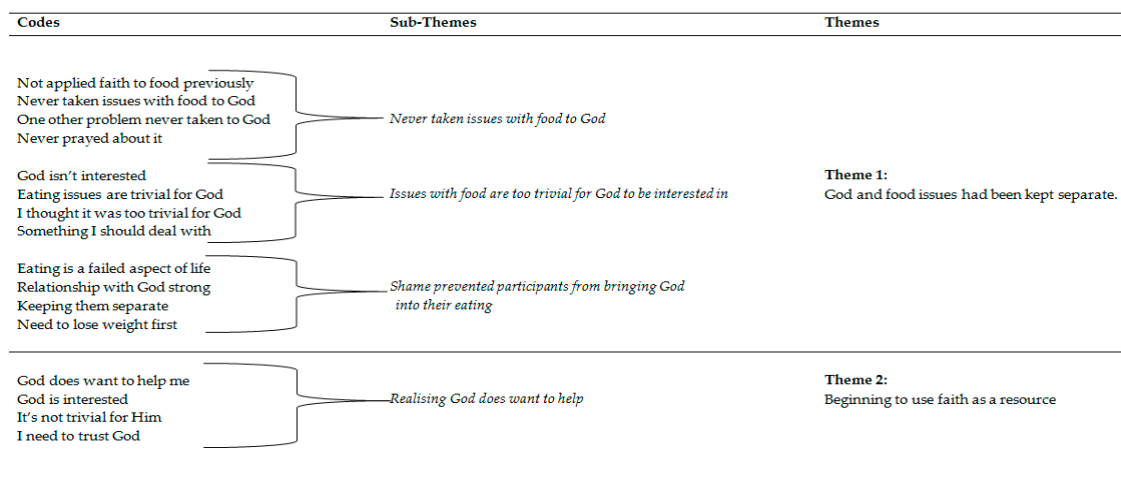 Codes Sub-Themes Themes
Not applied faith to food previously
Never taken issues with food to God
One other problem never taken to God
Never prayed about it
Never taken issues with food to God
God isn't interested
Eating issues are trivial for God
I thought it was too trivial for God
Something I should deal with
Issues with food are too trivial for God to be interested in
Theme 1:
God and food issues had been kept separate.
Eating is a failed aspect of life
Relationship with God strong
Keeping them separate
Need to lose weight first
Shame prevented participants from bringing God
into their eating
God does want to help me
God is interested
It's not trivial for Him
I need to trust God
Realising God does want to help
Theme 2:
Beginning to use faith as a resource